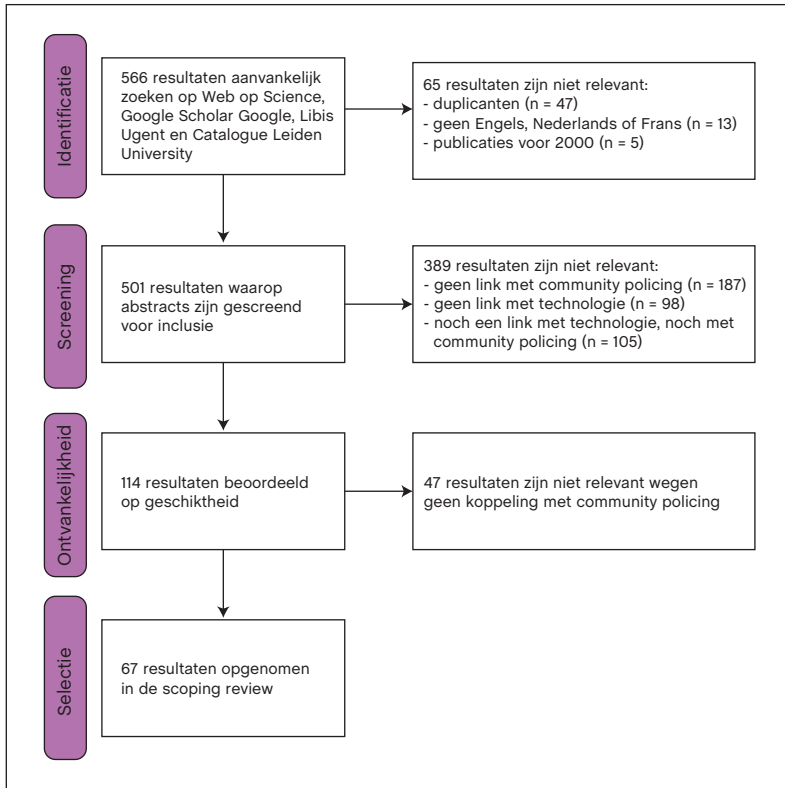 Identificatie
566 resultaten aanvankelijk
zoeken op Web op Science,
Google Scholar Google, Libis
Ugent en Catalogue Leiden
University
65 resultaten zijn niet relevant:
- duplicanten (n = 47)
- geen Engels, Nederlands of Frans (n = 13)
- publicaties voor 2000 (n = 5)
Screening
501 resultaten waarop
abstracts zijn gescreend
voor inclusie
389 resultaten zijn niet relevant:
- geen link met community policing (n = 187)
- geen link met technologie (n = 98)
- noch een link met technologie, noch met
community policing (n = 105)
Ontvankelijkheid
114 resultaten beoordeeld
op geschiktheid
47 resultaten zijn niet relevant wegen
geen koppeling met community policing
Selectie
67 resultaten opgenomen
in de scoping review